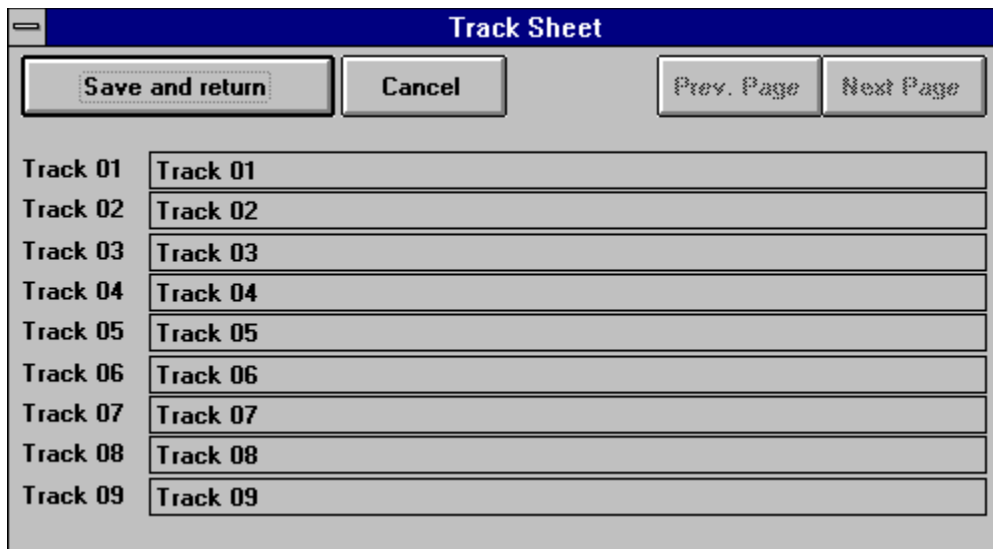 Track Sheet
Save and return Cancel Prev. Page Next Page
Track 01 Track 01
Track 02 Track 02
Track 03 Track 03
Track 04 Track 04
Track 05 Track 05
Track 06 Track 06
Track 07 Track 07
Track 08 Track 08
Track 09 Track 09